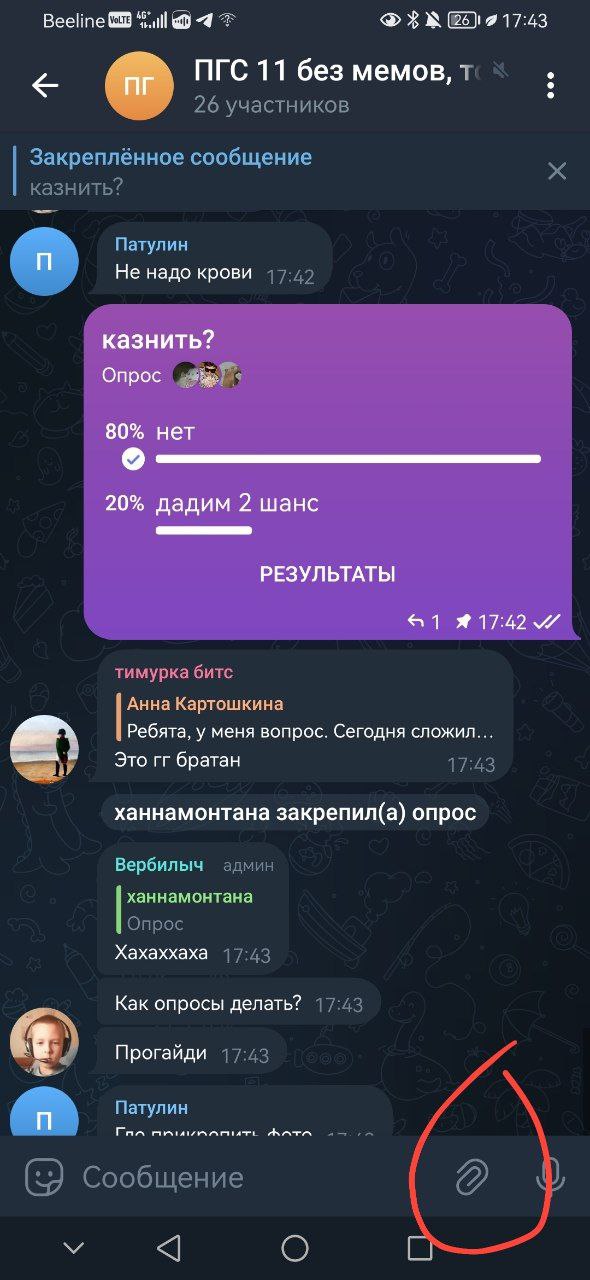 Beeline VoLTE 4G+ 26 17:43
ПГ
ПГС 11 без мемов, т
26 участников
Закреплённое сообщение
казнить?
П
Патулин
Не надо крови 17:42
казнить?
Опрос
80% нет
20% дадим 2 шанс
РЕЗУЛЬТАТЫ
1 17:42
тимурка битс
Анна Картошкина
Ребята, у меня вопрос. Сегодня сложил...
Это гг братан 17:43
ханнамонтана закрепил(а) опрос
Вербилыч админ
ханнамонтана
Опрос
Хахаххаха 17:43
Как опросы делать? 17:43
Прогайди 17:43
П
Патулин
Где прикрепить фото
Сообщение